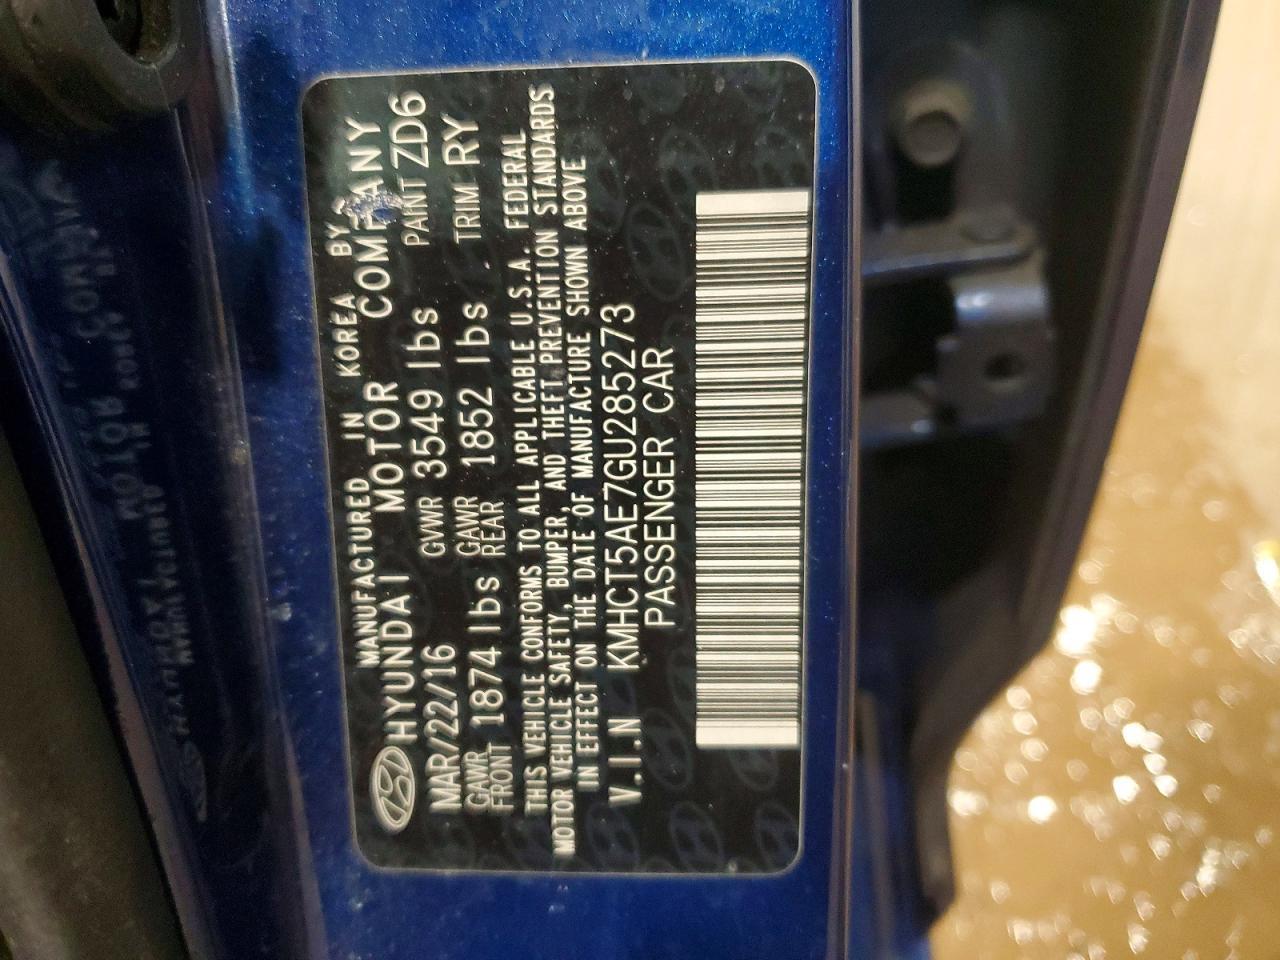 MANUFACTURED IN KOREA BY
HYUNDAI MOTOR COMPANY
MAR/22/16 GVWR 3549 lbs PAINT ZD6
GAWR FRONT 1874 lbs GAWR REAR 1852 lbs TRIM RY
THIS VEHICLE CONFORMS TO ALL APPLICABLE U.S.A. FEDERAL
MOTOR VEHICLE SAFETY, BUMPER, AND THEFT PREVENTION STANDARDS
IN EFFECT ON THE DATE OF MANUFACTURE SHOWN ABOVE
V.I.N KMHCT5AE7GU285273
PASSENGER CAR